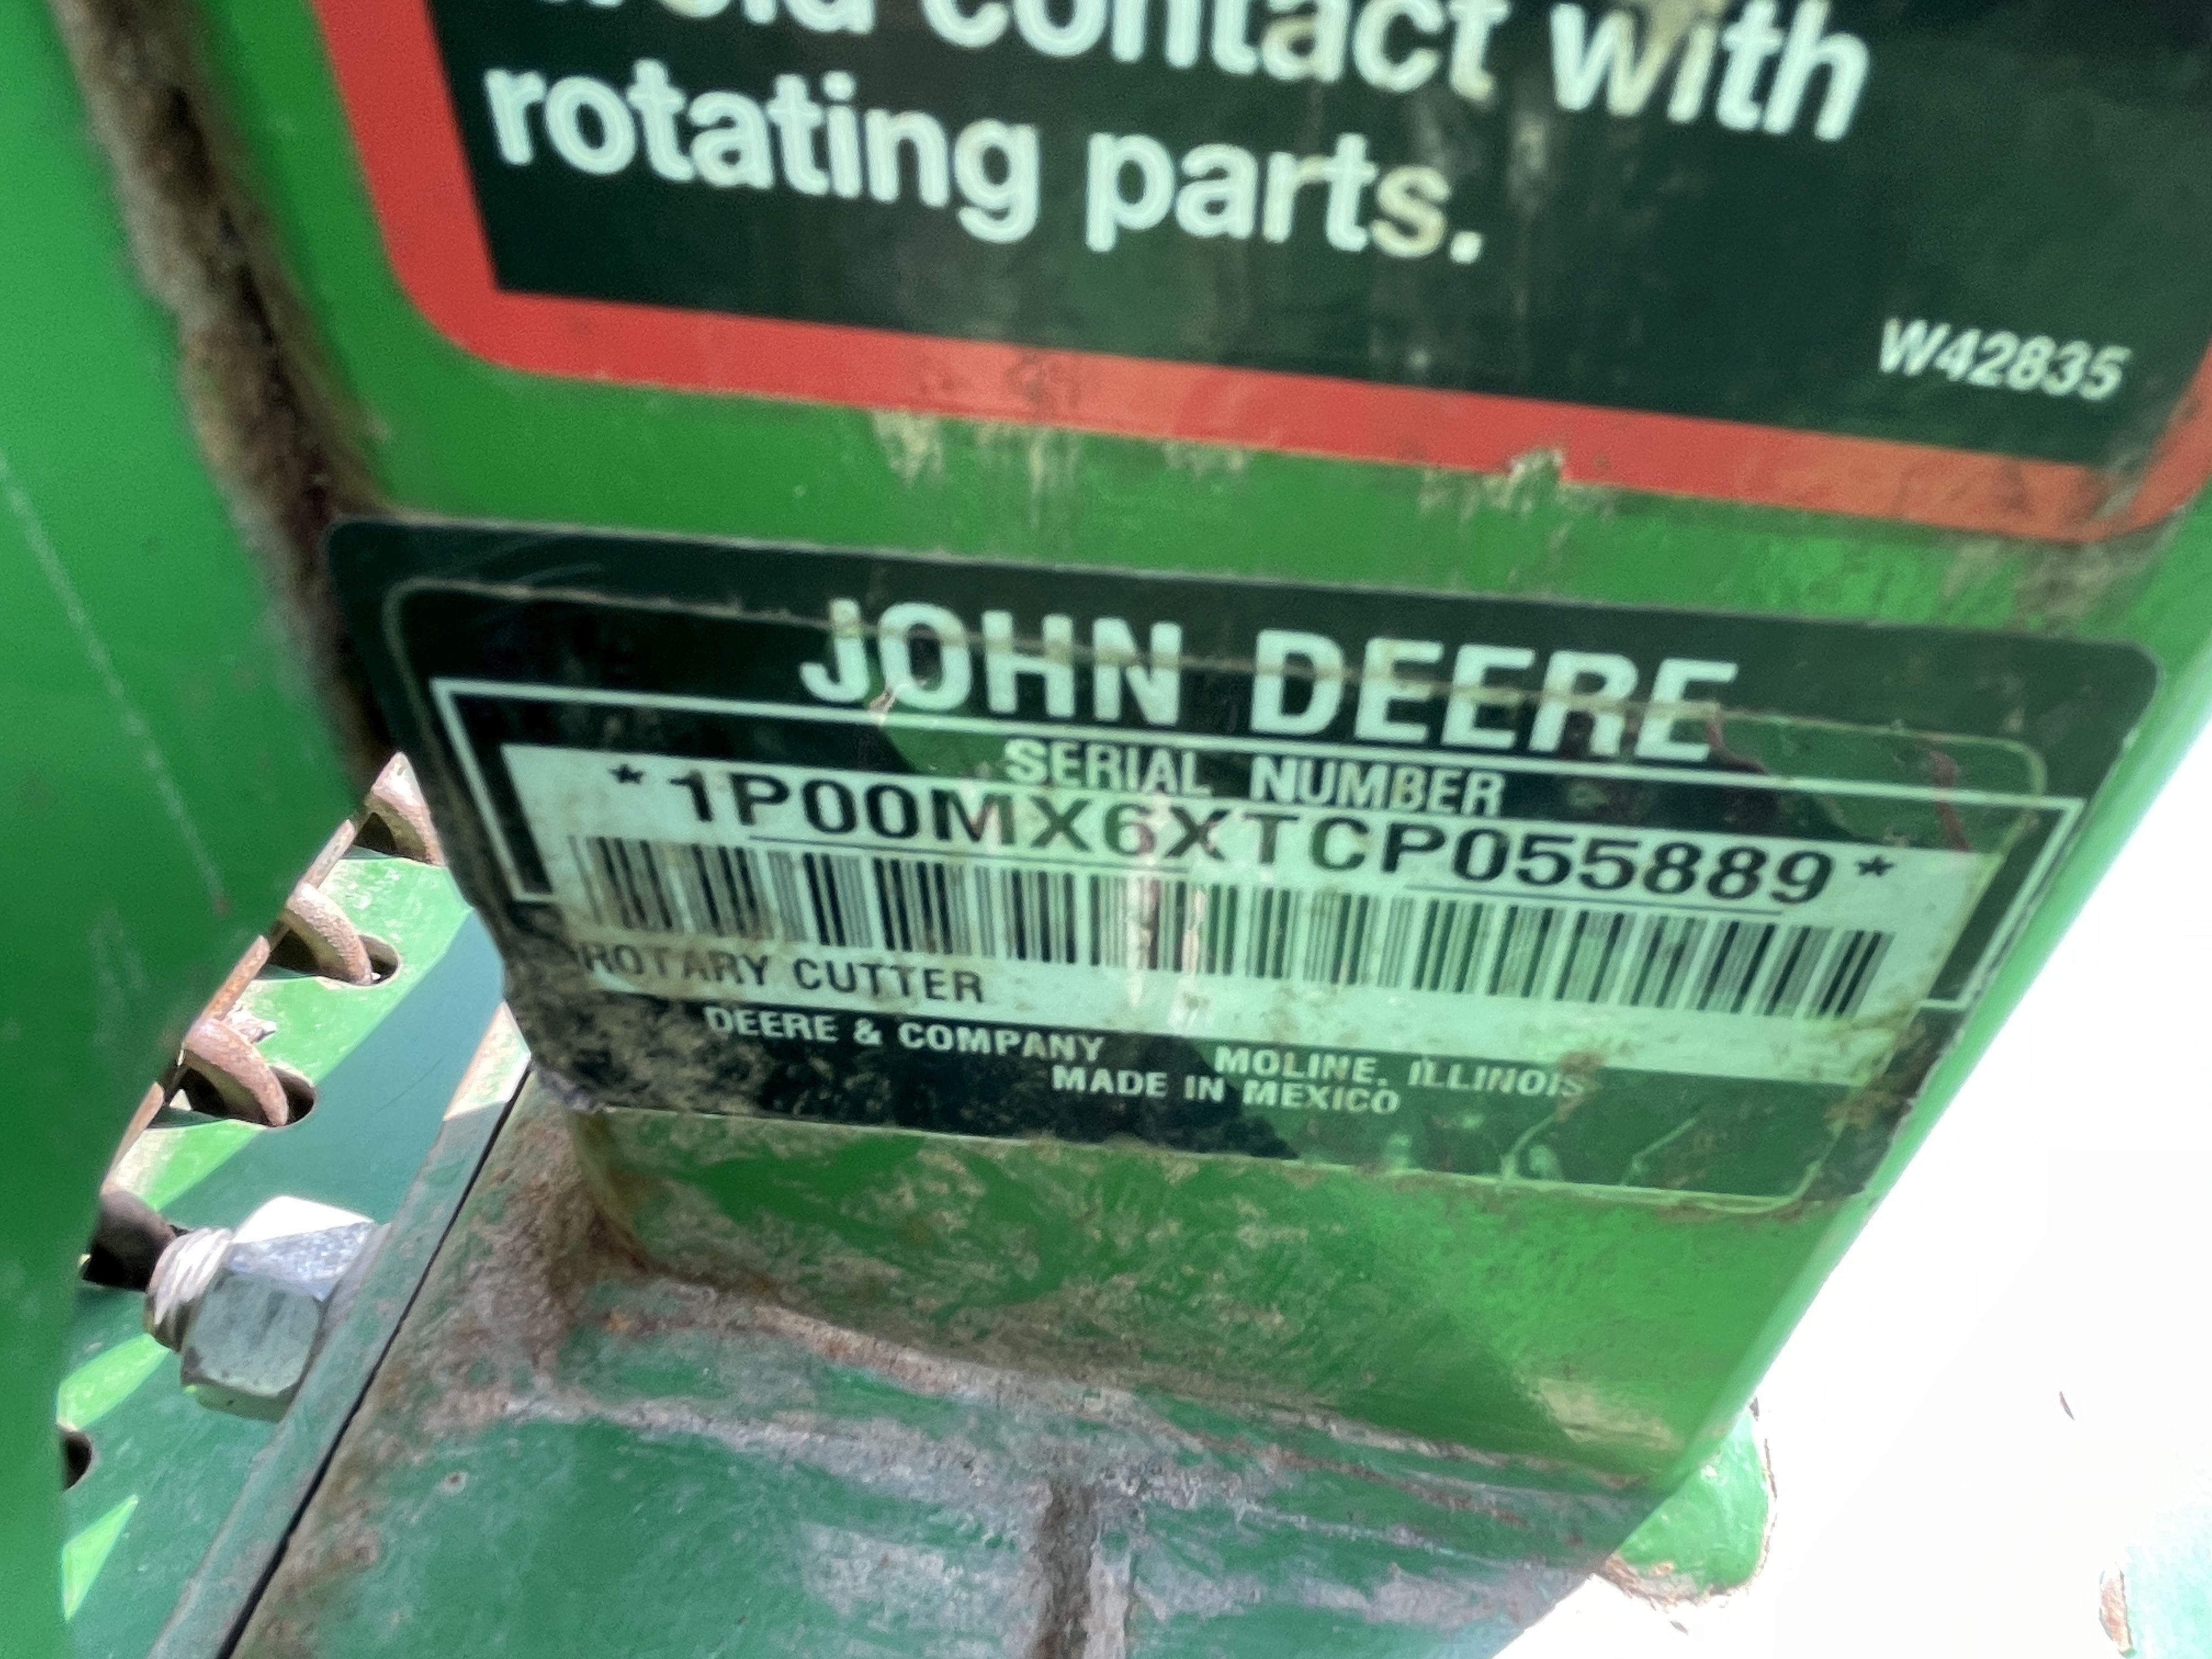 contact with
rotating parts.
W42835
JOHN DEERE
SERIAL NUMBER
*1P00MX6XTCP055889*
ROTARY CUTTER
DEERE & COMPANY MOLINE, ILLINOIS
MADE IN MEXICO